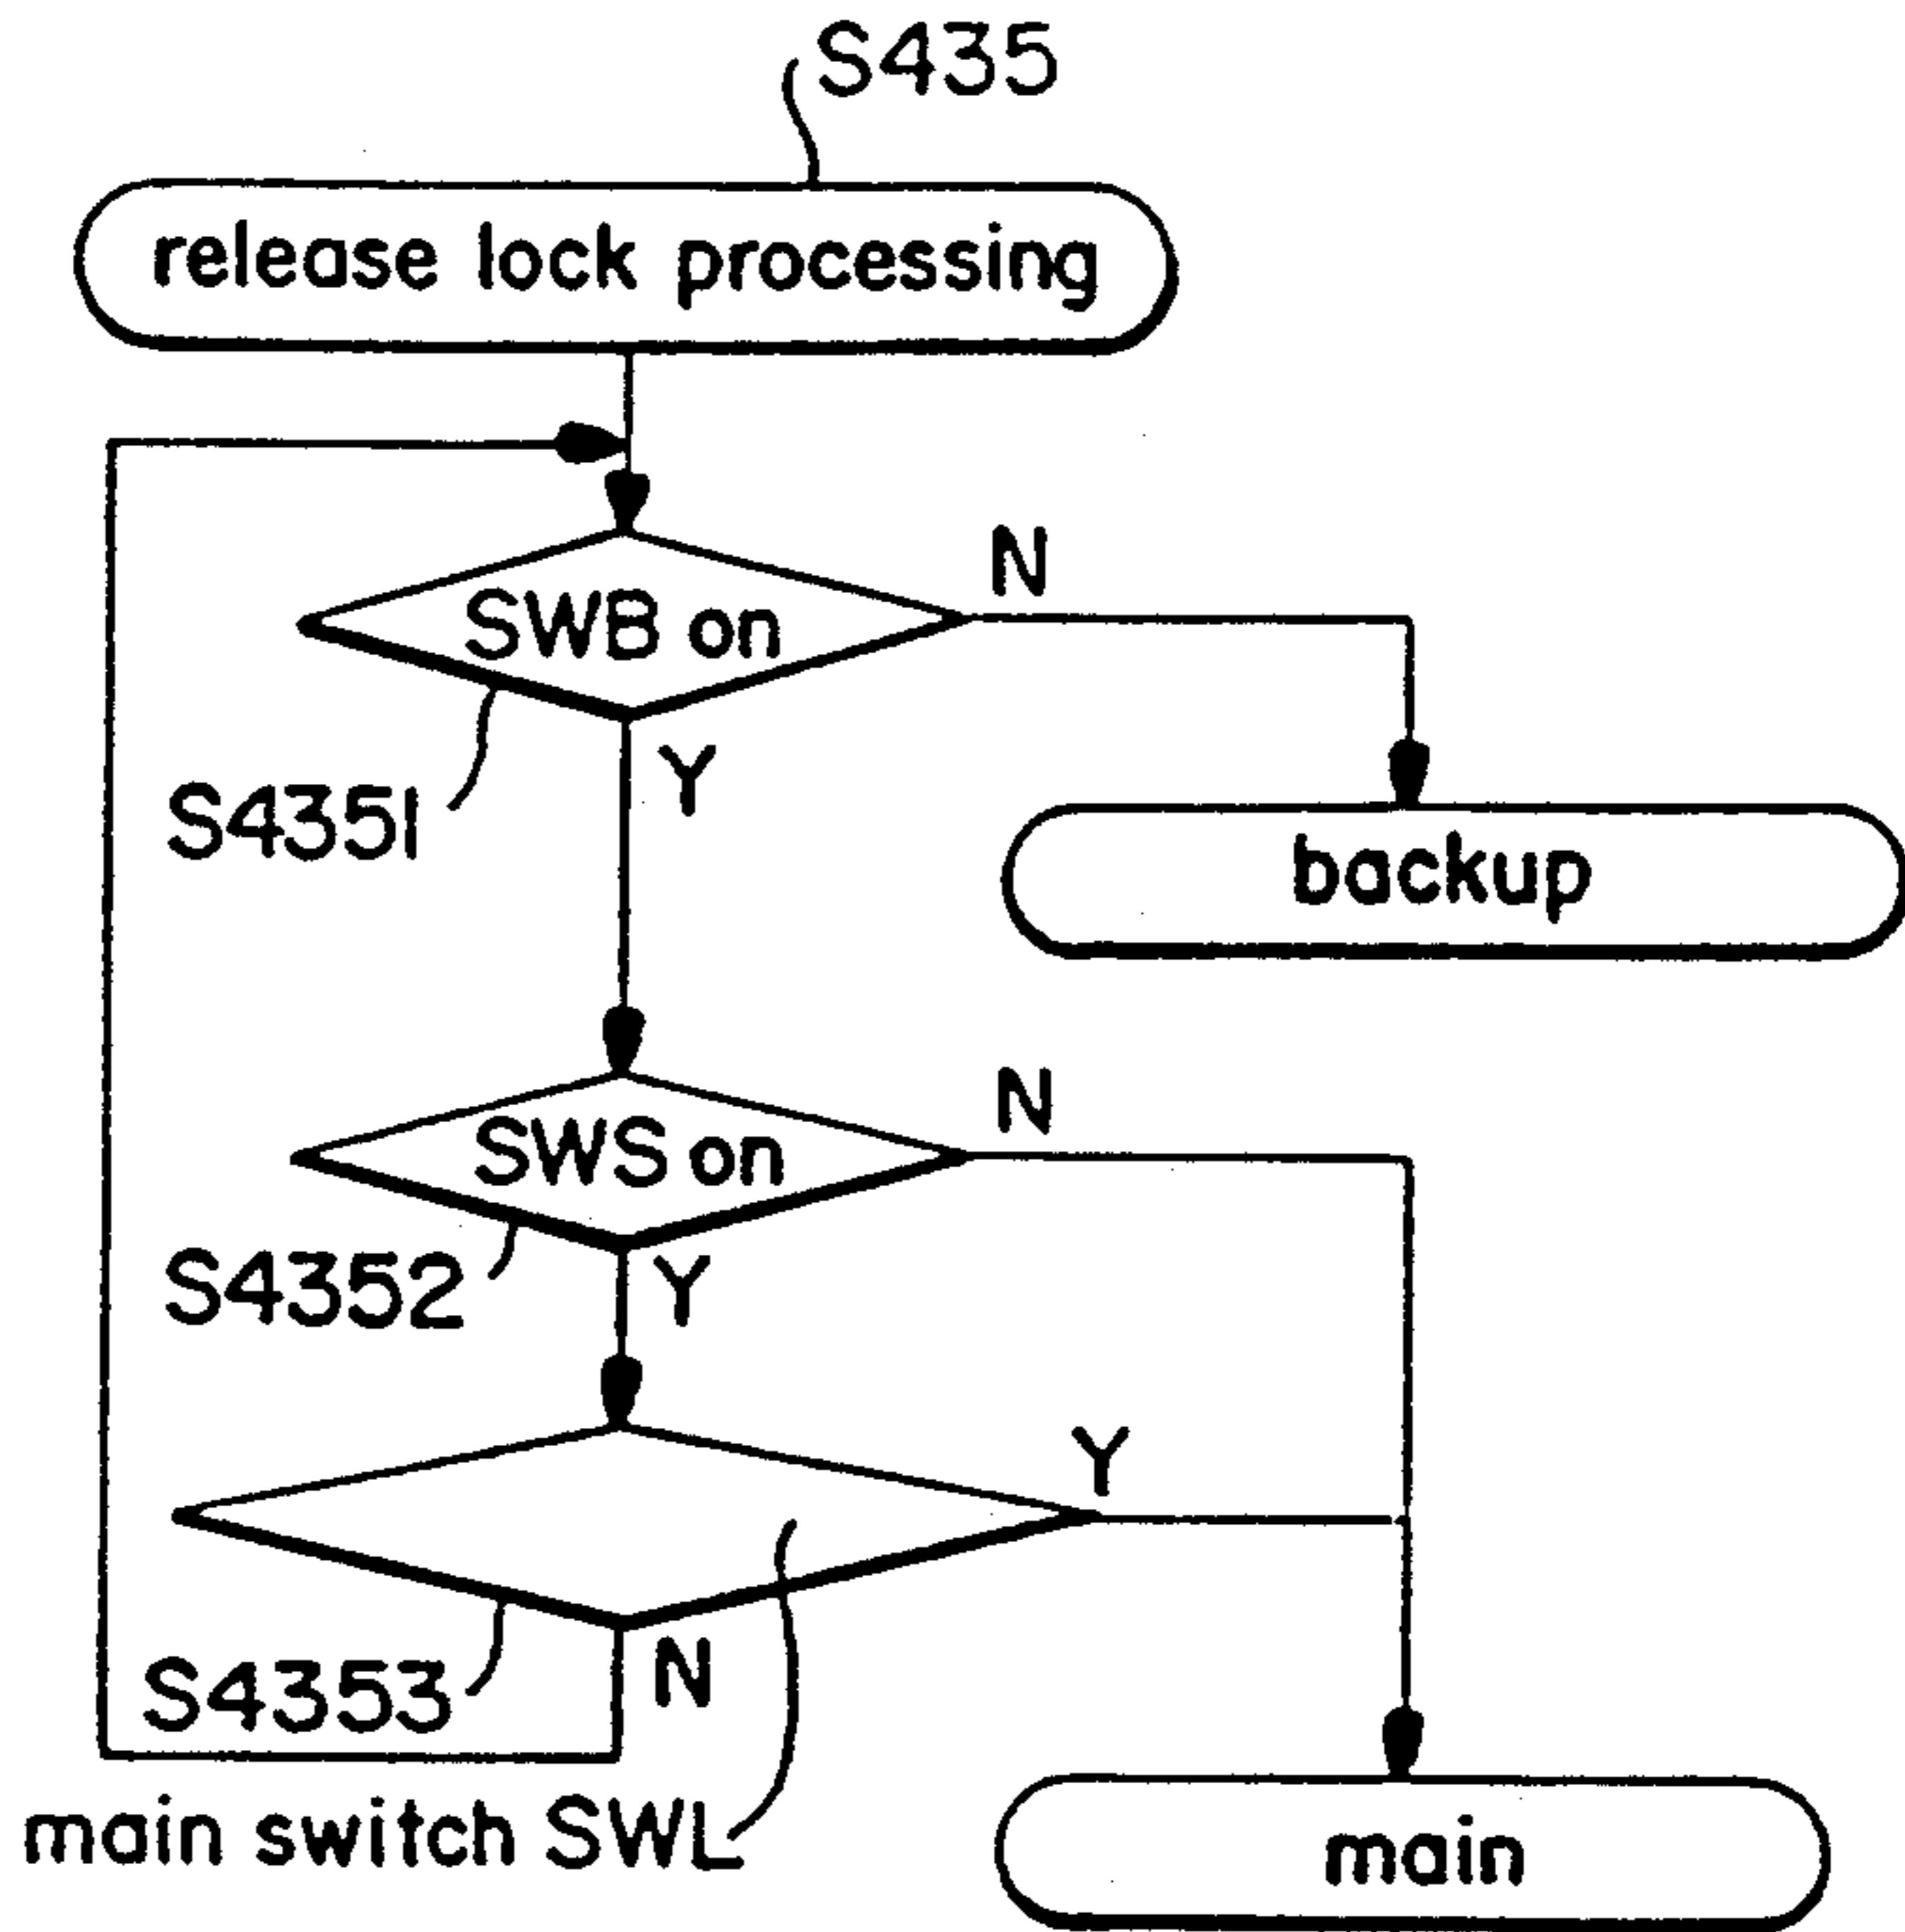 S435
release lock processing
SWB on
N
Y
S4351
backup
SWS on
N
Y
S4352
Y
N
S4353
main switch SWL
main